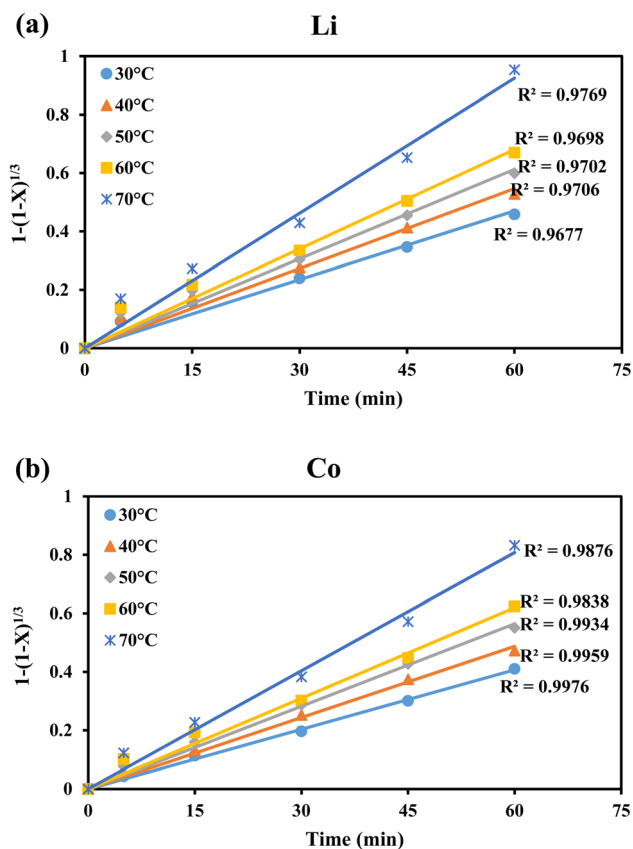 (a)
Li
1
0.8
0.6
0.4
0.2
0
1-(1-X)^1/3
30°C
40°C
50°C
60°C
70°C
R² = 0.9769
R² = 0.9698
R² = 0.9702
R² = 0.9706
R² = 0.9677
0 15 30 45 60 75
Time (min)
(b)
Co
1
0.8
0.6
0.4
0.2
0
1-(1-X)^1/3
30°C
40°C
50°C
60°C
70°C
R² = 0.9876
R² = 0.9838
R² = 0.9934
R² = 0.9959
R² = 0.9976
0 15 30 45 60 75
Time (min)